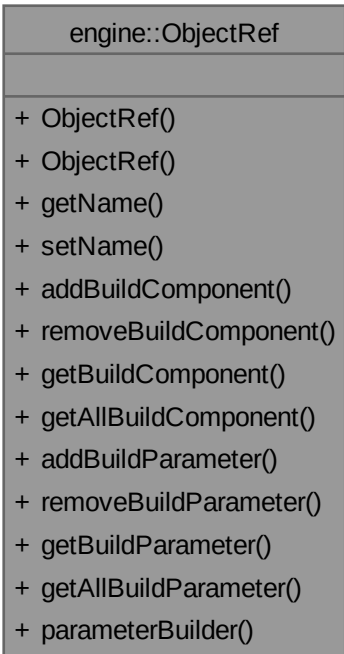 engine::ObjectRef
+ ObjectRef()
+ ObjectRef()
+ getName()
+ setName()
+ addBuildComponent()
+ removeBuildComponent()
+ getBuildComponent()
+ getAllBuildComponent()
+ addBuildParameter()
+ removeBuildParameter()
+ getBuildParameter()
+ getAllBuildParameter()
+ parameterBuilder()